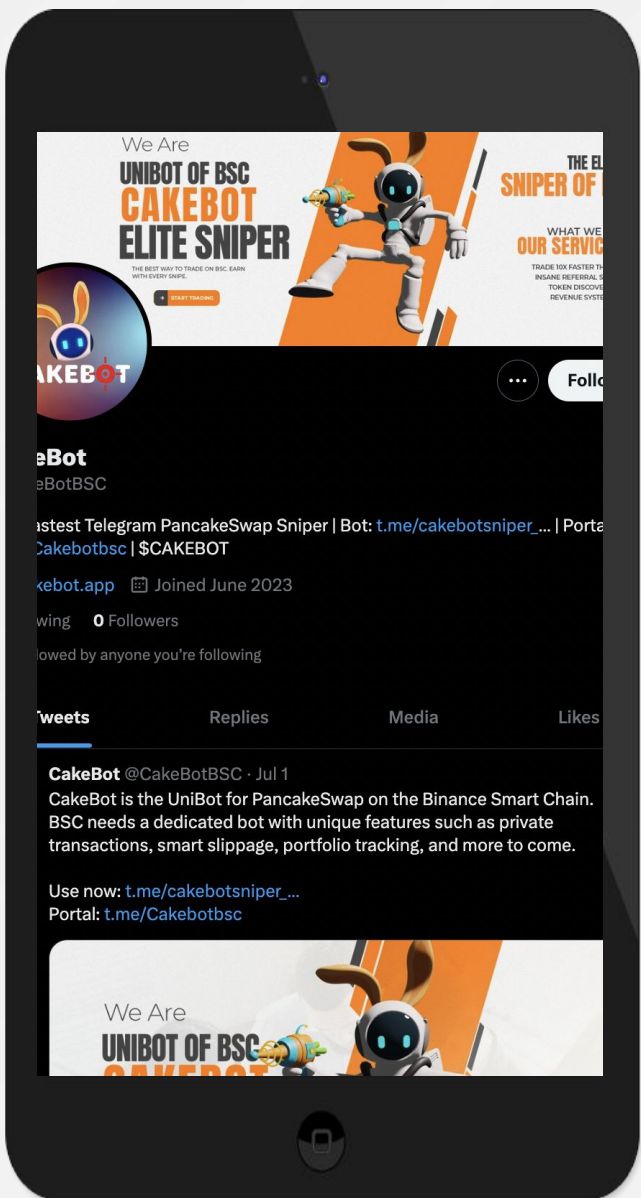 We Are
UNIBOT OF BSC
CAKEBOT
ELITE SNIPER
THE BEST WAY TO TRADE ON BSC. EARN
WITH EVERY SNIPE.
START TRADING
THE EL
SNIPER OF
WHAT WE
OUR SERVIC
TRADE 10X FASTER TH
INSANE REFERRAL S
TOKEN DISCOVE
REVENUE SYSTE
AKEBOT
Follo
eBot
eBotBSC
astest Telegram PancakeSwap Sniper | Bot: t.me/cakebotsniper_... | Porta
Cakebotbsc | $CAKEBOT
kebot.app Joined June 2023
wing 0 Followers
lowed by anyone you're following
Tweets Replies Media Likes
CakeBot @CakeBotBSC · Jul 1
CakeBot is the UniBot for PancakeSwap on the Binance Smart Chain.
BSC needs a dedicated bot with unique features such as private
transactions, smart slippage, portfolio tracking, and more to come.
Use now: t.me/cakebotsniper_...
Portal: t.me/Cakebotbsc
We Are
UNIBOT OF BSC
CAKEBOT